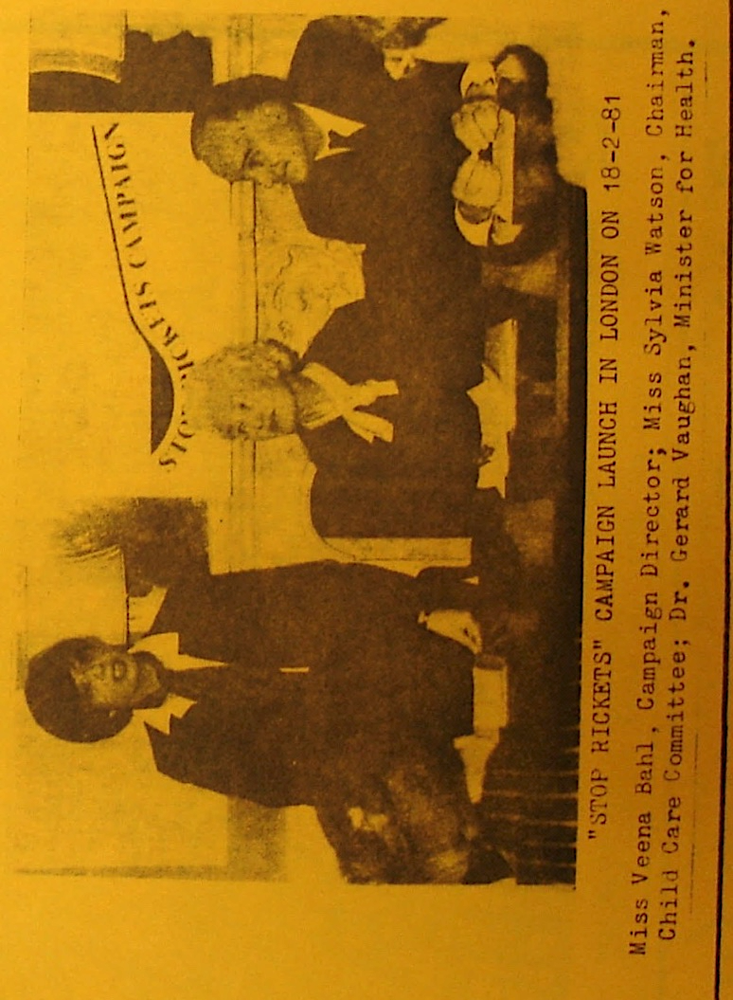 STOP RICKETS CAMPAIGN
"STOP RICKETS" CAMPAIGN LAUNCH IN LONDON ON 18-2-81
Miss Veena Bahl, Campaign Director; Miss Sylvia Watson, Chairman,
Child Care Committee; Dr. Gerard Vaughan, Minister for Health.